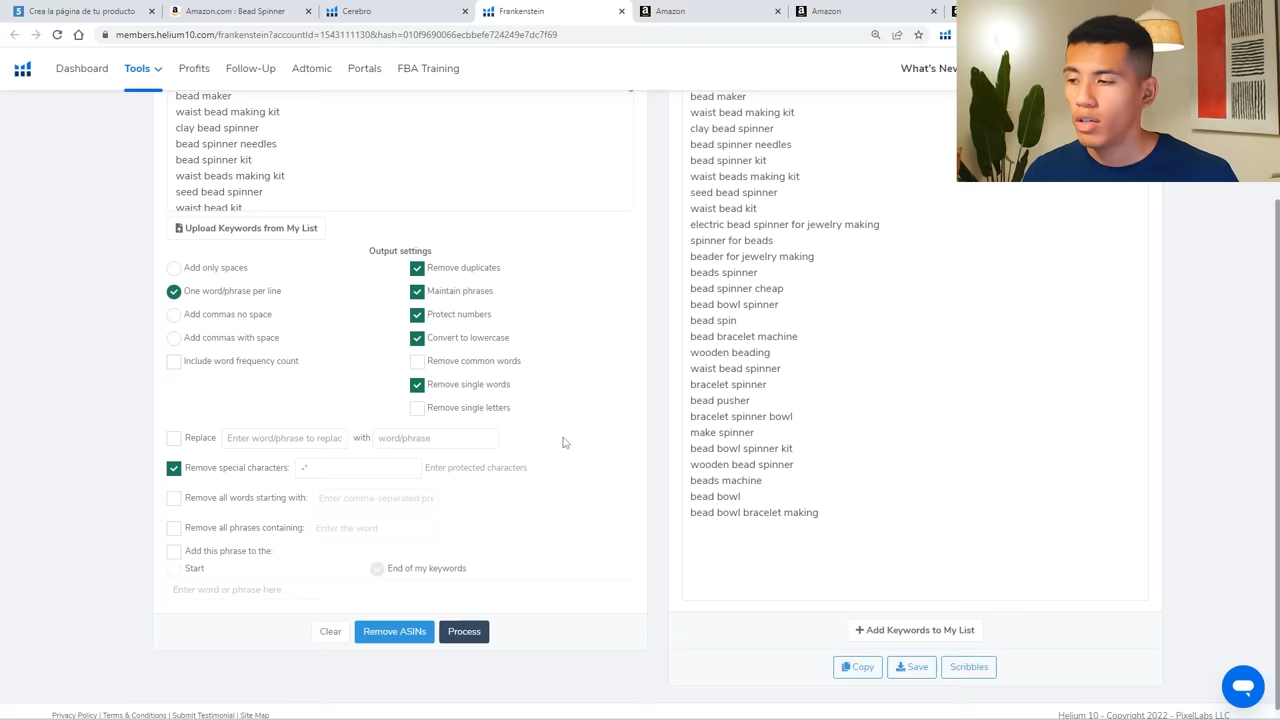 Crea la página de tu producto
Amazon.com : Bead Spinner
Cerebro
Frankenstein
Amazon
Amazon
members.helium10.com/frankenstein?accountId=1543111130&hash=010f9690066ecbbefe724249e7dc7f69
Dashboard
Tools
Profits
Follow-Up
Adtomic
Portals
FBA Training
What's New
bead maker
waist bead making kit
clay bead spinner
bead spinner needles
bead spinner kit
waist beads making kit
seed bead spinner
waist bead kit
Upload Keywords from My List
Output settings
Add only spaces
One word/phrase per line
Add commas no space
Add commas with space
Include word frequency count
Remove duplicates
Maintain phrases
Protect numbers
Convert to lowercase
Remove common words
Remove single words
Remove single letters
Replace Enter word/phrase to replac with word/phrase
Remove special characters: -' Enter protected characters
Remove all words starting with: Enter comma-separated pre
Remove all phrases containing: Enter the word
Add this phrase to the:
Start
End of my keywords
Enter word or phrase here
Clear
Remove ASINs
Process
bead maker
waist bead making kit
clay bead spinner
bead spinner needles
bead spinner kit
waist beads making kit
seed bead spinner
waist bead kit
electric bead spinner for jewelry making
spinner for beads
beader for jewelry making
beads spinner
bead spinner cheap
bead bowl spinner
bead spin
bead bracelet machine
wooden beading
waist bead spinner
bracelet spinner
bead pusher
bracelet spinner bowl
make spinner
bead bowl spinner kit
wooden bead spinner
beads machine
bead bowl
bead bowl bracelet making
+ Add Keywords to My List
Copy
Save
Scribbles
Privacy Policy | Terms & Conditions | Submit Testimonial | Site Map
Helium 10 - Copyright 2022 - PixelLabs LLC